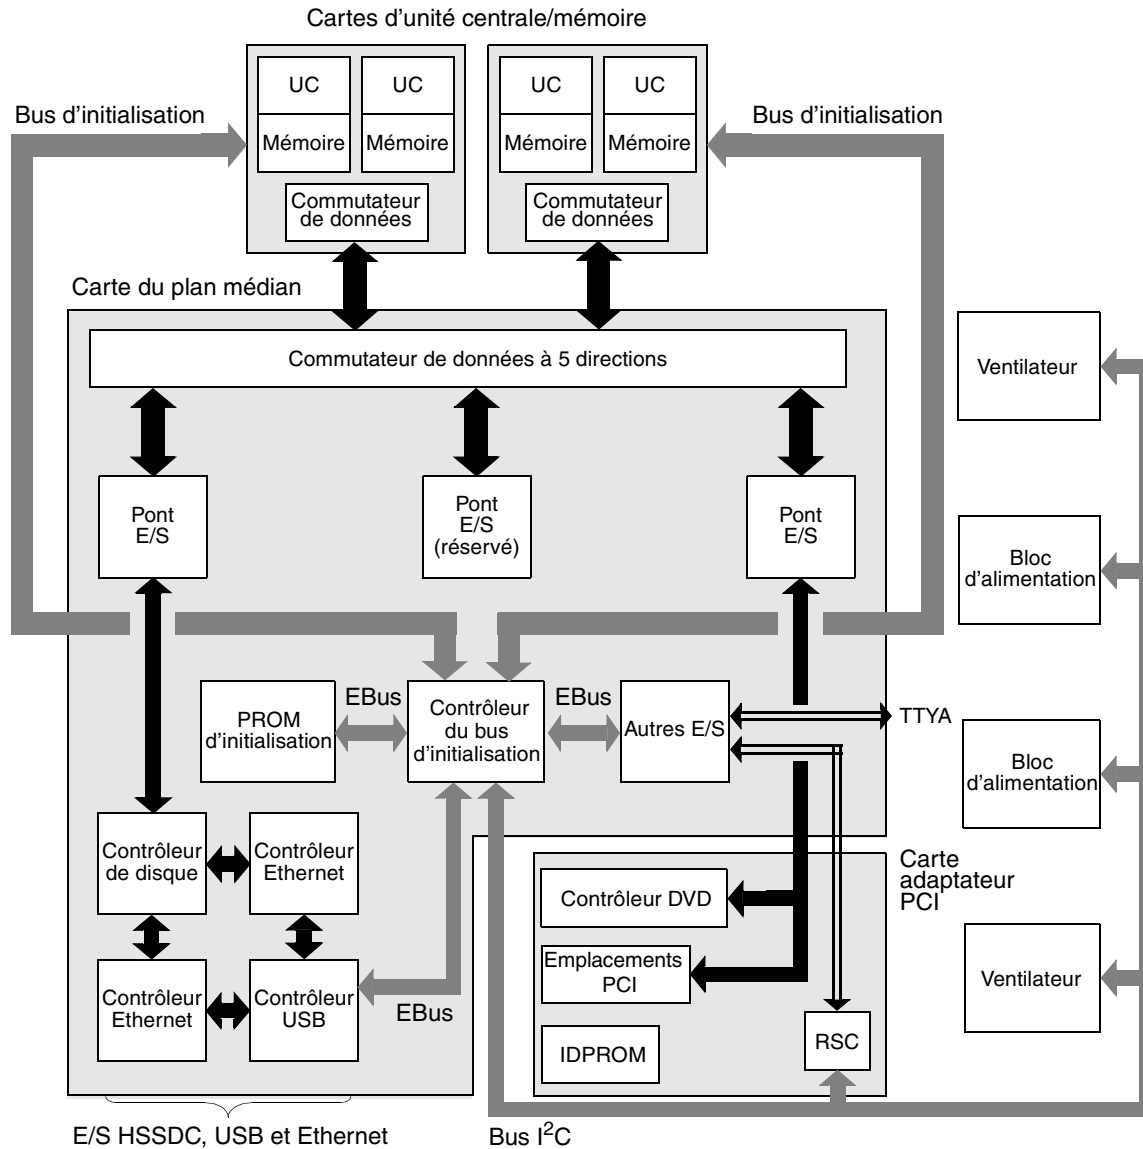 Cartes d'unité centrale/mémoire
UC
UC
UC
UC
Bus d'initialisation
Bus d'initialisation
Mémoire
Mémoire
Mémoire
Mémoire
Commutateur
de données
Commutateur
de données
Carte du plan médian
Commutateur de données à 5 directions
Ventilateur
Pont
E/S
Pont
E/S
(réservé)
Pont
E/S
Bloc
d'alimentation
EBus
EBus
PROM
d'initialisation
Contrôleur
du bus
d'initialisation
Autres E/S
TTYA
Bloc
d'alimentation
Contrôleur
de disque
Contrôleur
Ethernet
Carte
adaptateur
PCI
Contrôleur DVD
Emplacements
PCI
Ventilateur
Contrôleur
Ethernet
Contrôleur
USB
EBus
IDPROM
RSC
E/S HSSDC, USB et Ethernet
Bus I²C